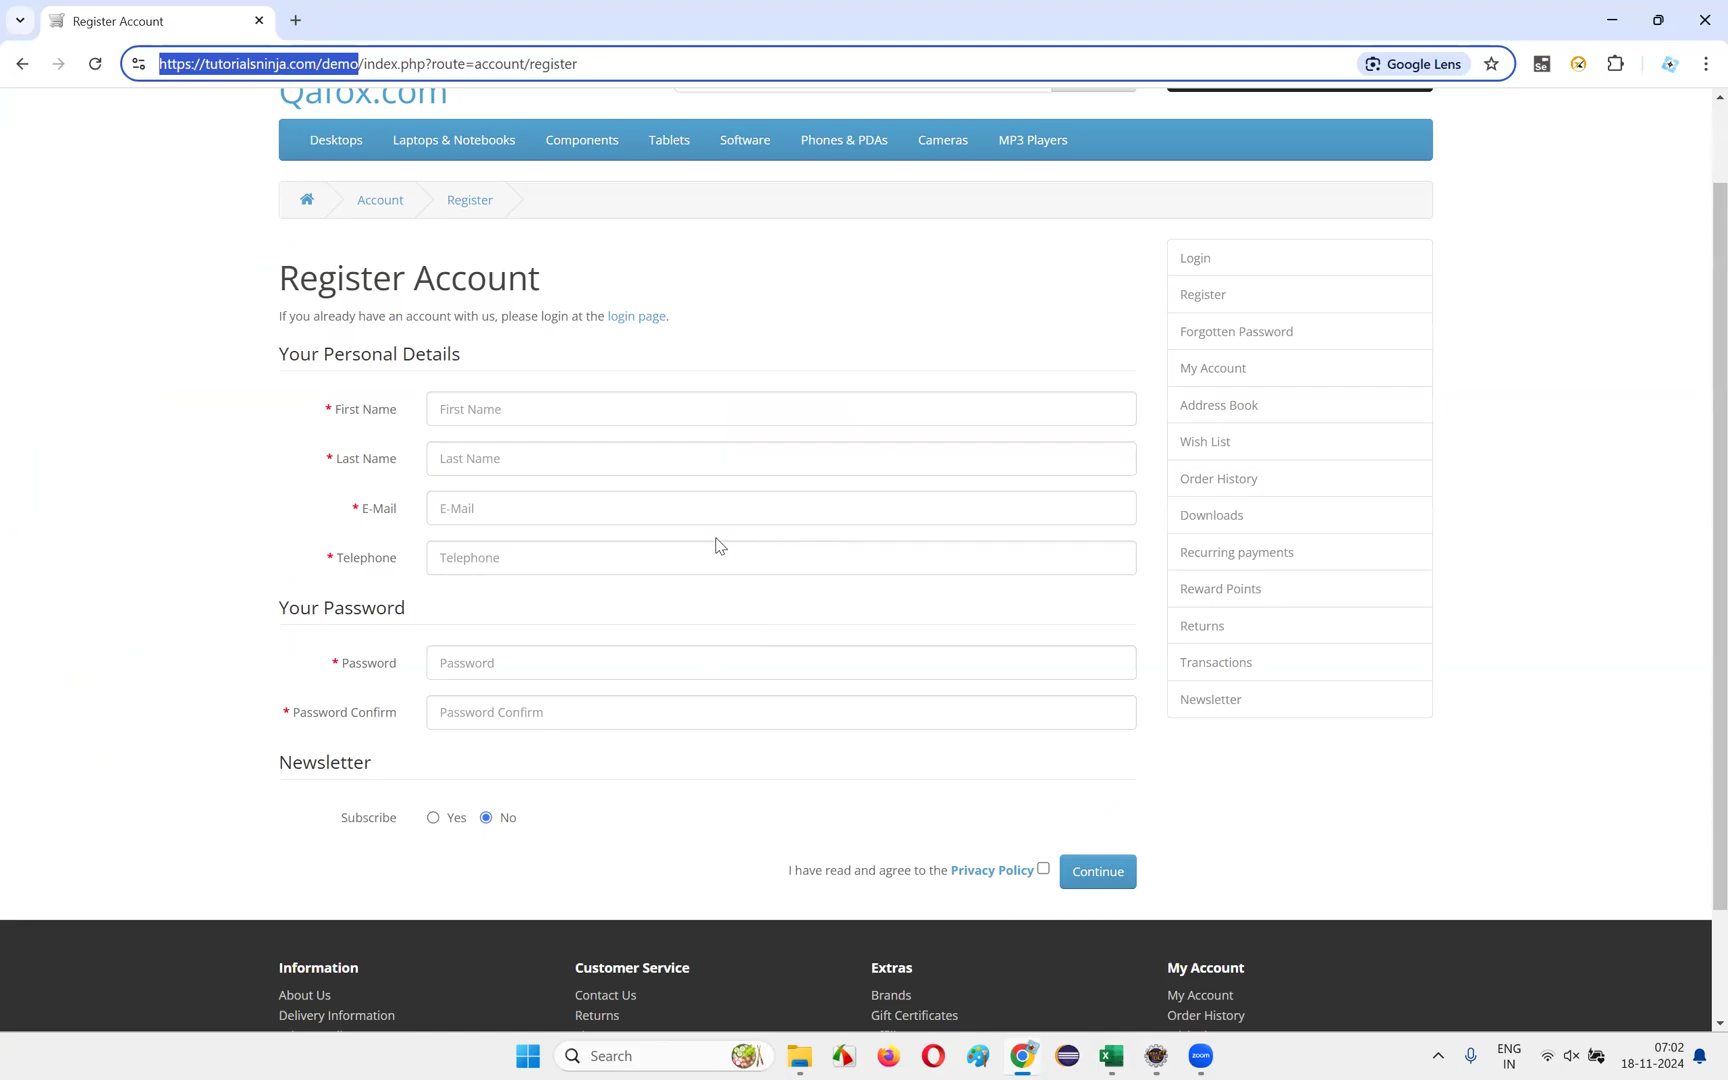 Register Account
https://tutorialsninja.com/demo/index.php?route=account/register
Google Lens
Qafox.com
Desktops Laptops & Notebooks Components Tablets Software Phones & PDAs Cameras MP3 Players
Account Register
Register Account
If you already have an account with us, please login at the login page.
Your Personal Details
* First Name First Name
* Last Name Last Name
* E-Mail E-Mail
* Telephone Telephone
Your Password
* Password Password
* Password Confirm Password Confirm
Newsletter
Subscribe Yes No
I have read and agree to the Privacy Policy Continue
Login
Register
Forgotten Password
My Account
Address Book
Wish List
Order History
Downloads
Recurring payments
Reward Points
Returns
Transactions
Newsletter
Information Customer Service Extras My Account
About Us Contact Us Brands My Account
Delivery Information Returns Gift Certificates Order History
Search
Se
zoom
ENG
IN
07:02
18-11-2024